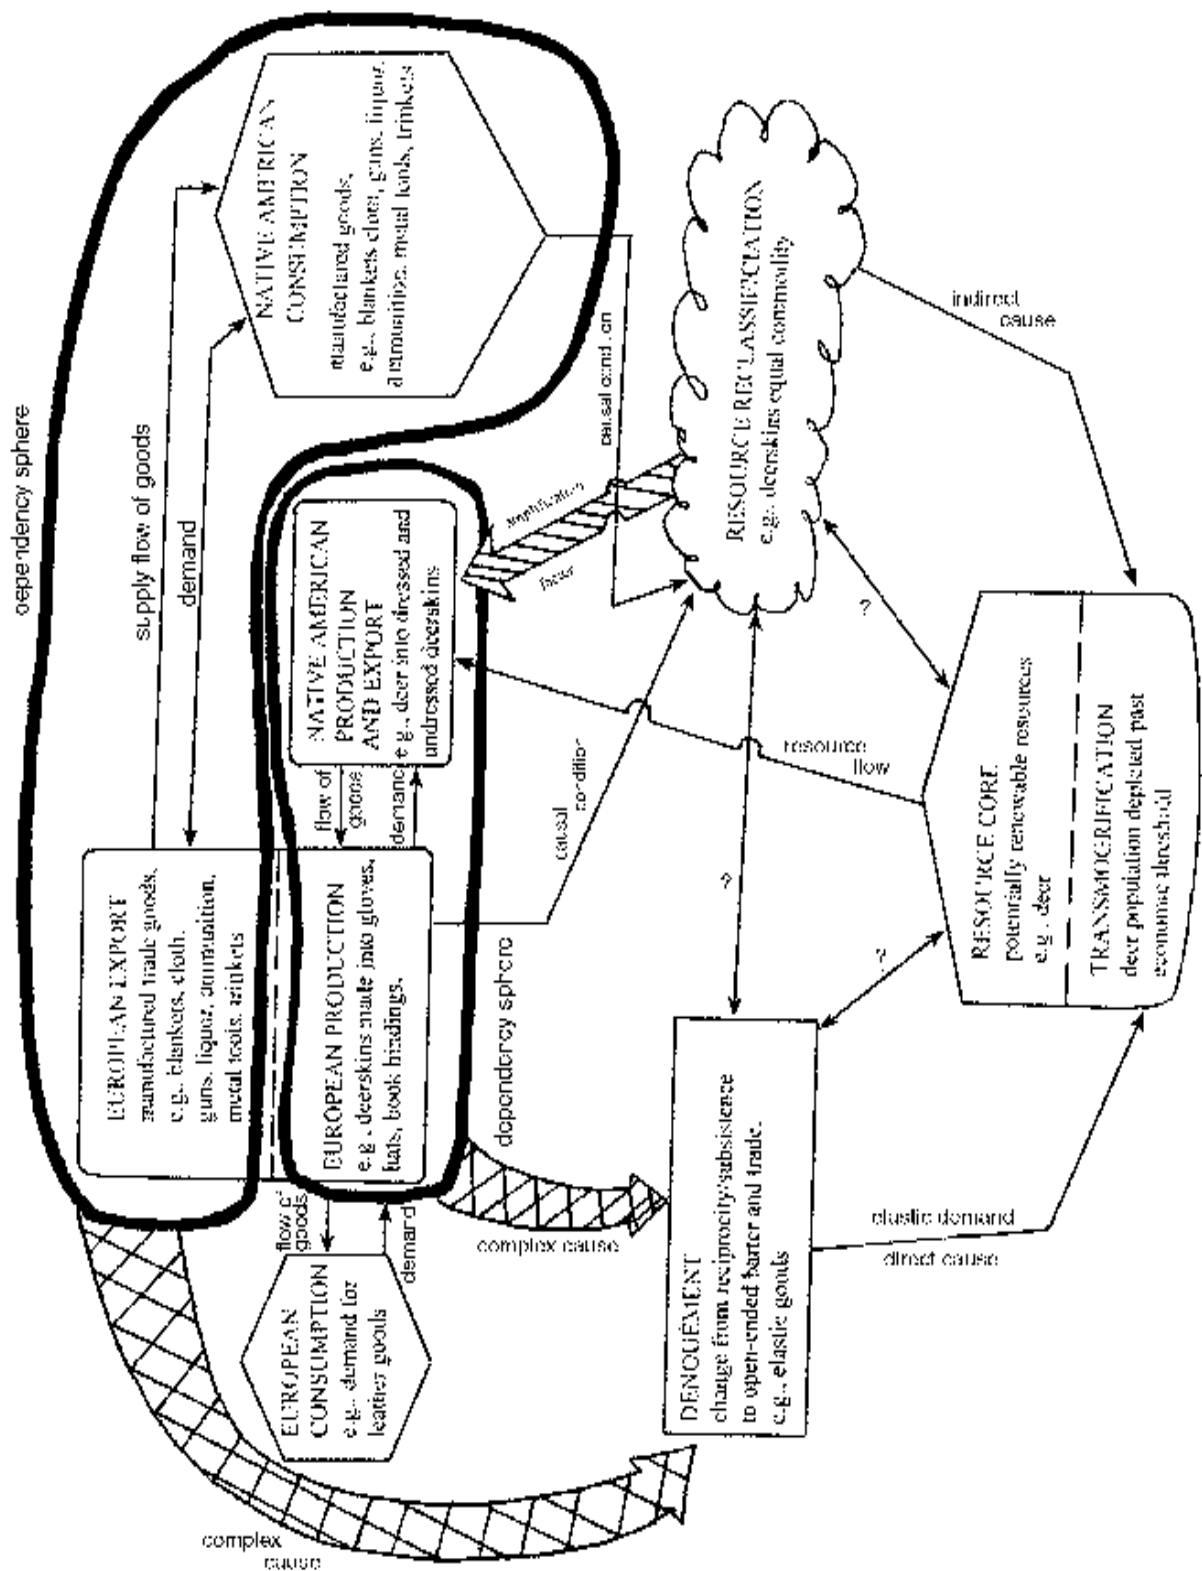 dependency sphere
supply flow of goods
demand
EUROPEAN EXPORT
manufactured trade goods,
e.g., blankets, cloth,
guns, liquor, ammunition,
metal tools, trinkets
NATIVE AMERICAN
CONSUMPTION
manufactured goods,
e.g., blankets, cloth, guns, liquor,
ammunition, metal tools, trinkets
EUROPEAN PRODUCTION
e.g., deerskins made into gloves,
hats, book bindings.
flow of
goods
demand
NATIVE AMERICAN
PRODUCTION
AND EXPORT
e.g., deer into dressed and
undressed deerskins
EUROPEAN
CONSUMPTION
e.g., demand for
leather goods
flow of
goods
demand
complex
cause
complex cause
dependency sphere
causal
condition
causal condition
amplification
factor
RESOURCE RECLASSIFICIATION
e.g., deerskins equal commodity
indirect
cause
?
?
?
resource
flow
DENOUEMENT
change from reciprocity/subsistence
to open-ended barter and trade.
e.g., elastic goods
elastic demand
direct cause
RESOURCE CORE
potentially renewable resources
e.g., deer
TRANSMOGRIFICATION
deer population depleted past
economic threshold